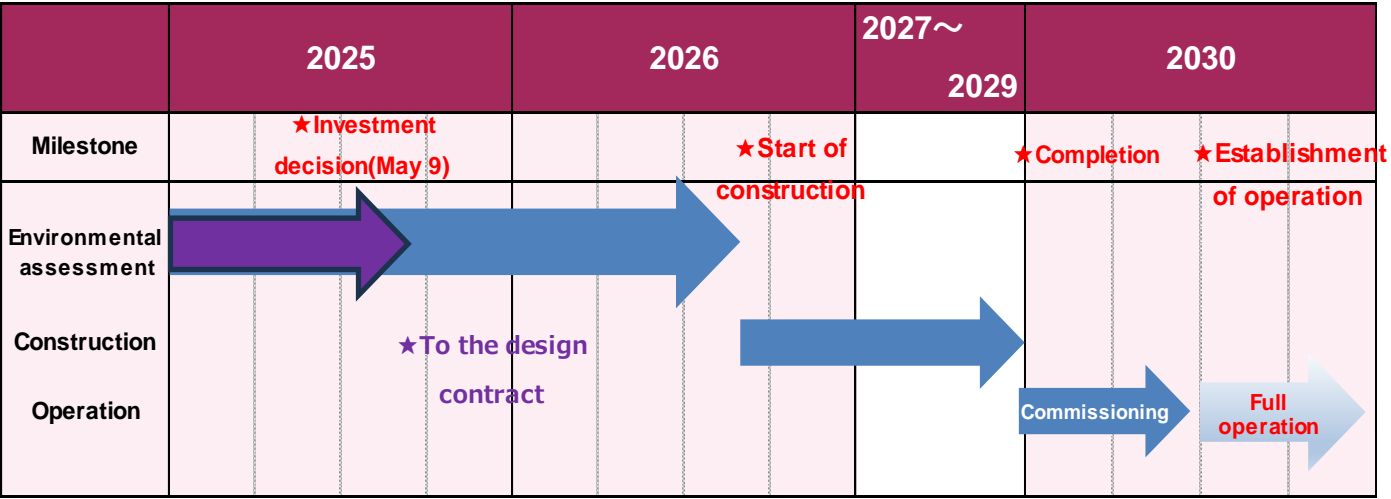 2025
2026
2027～
2029
2030
Milestone
★Investment
decision(May 9)
★Start of
construction
★Completion
★Establishment
of operation
Environmental
assessment
Construction
★To the design
contract
Operation
Commissioning
Full
operation